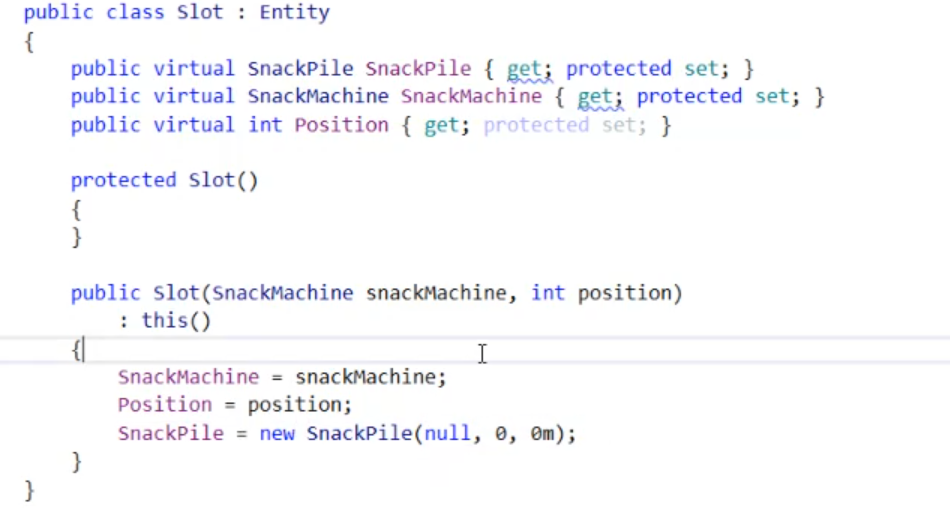 public class Slot : Entity
{
public virtual SnackPile SnackPile { get; protected set; }
public virtual SnackMachine SnackMachine { get; protected set; }
public virtual int Position { get; protected set; }
protected Slot()
{
}
public Slot(SnackMachine snackMachine, int position)
: this()
{
SnackMachine = snackMachine;
Position = position;
SnackPile = new SnackPile(null, 0, 0m);
}
}